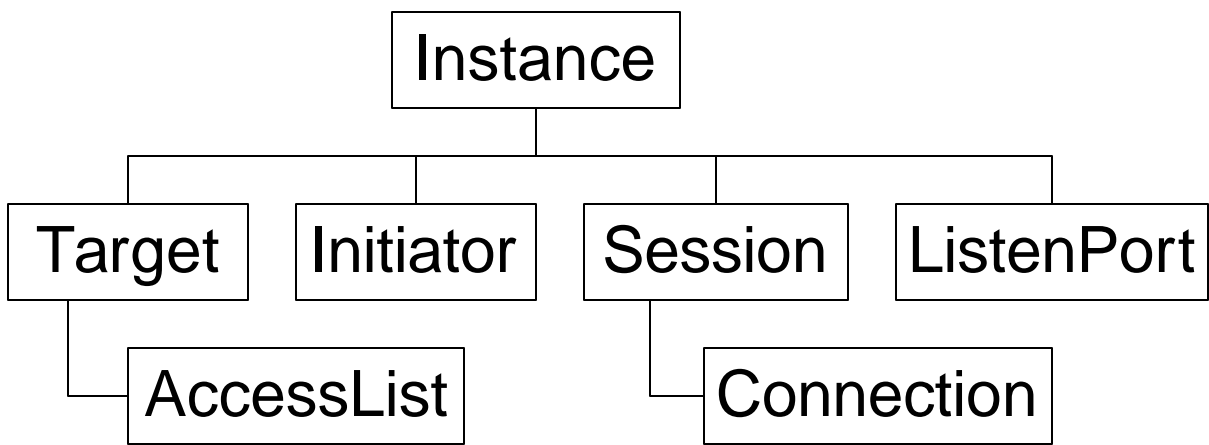 Instance
Target
Initiator
Session
ListenPort
AccessList
Connection